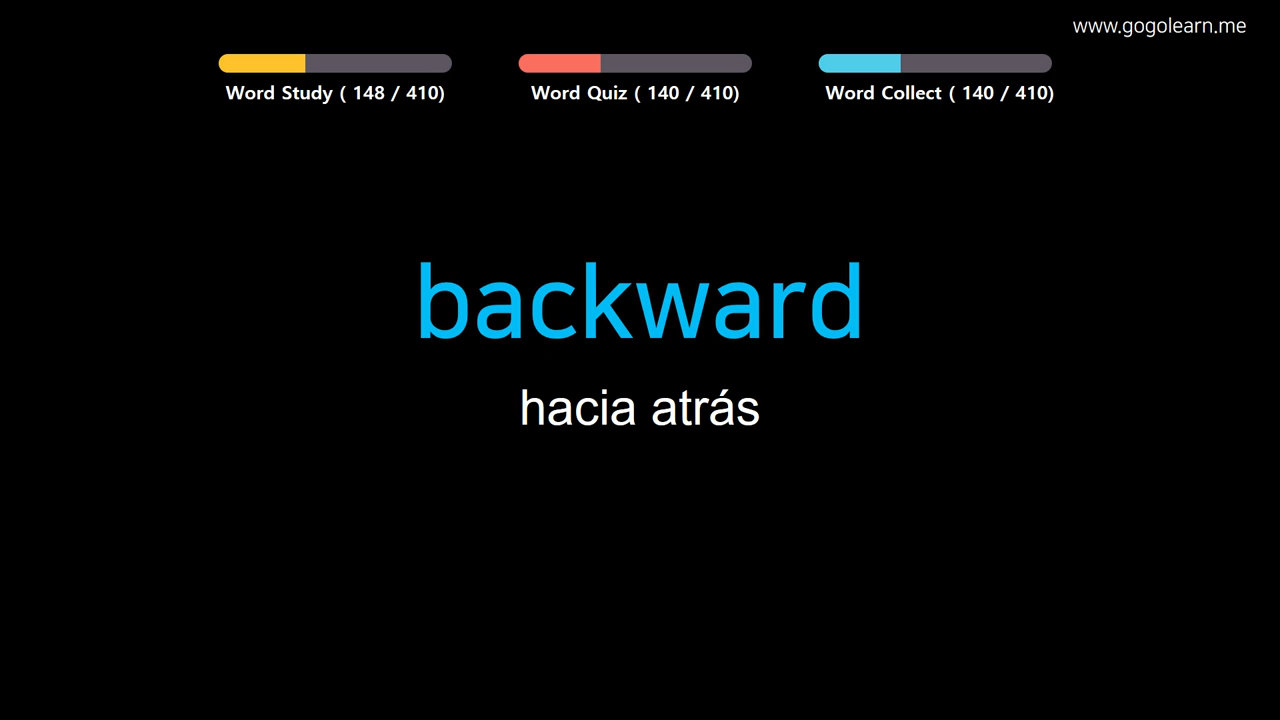 www.gogolearn.me
Word Study ( 148 / 410)
Word Quiz ( 140 / 410)
Word Collect ( 140 / 410)
backward
hacia atrás